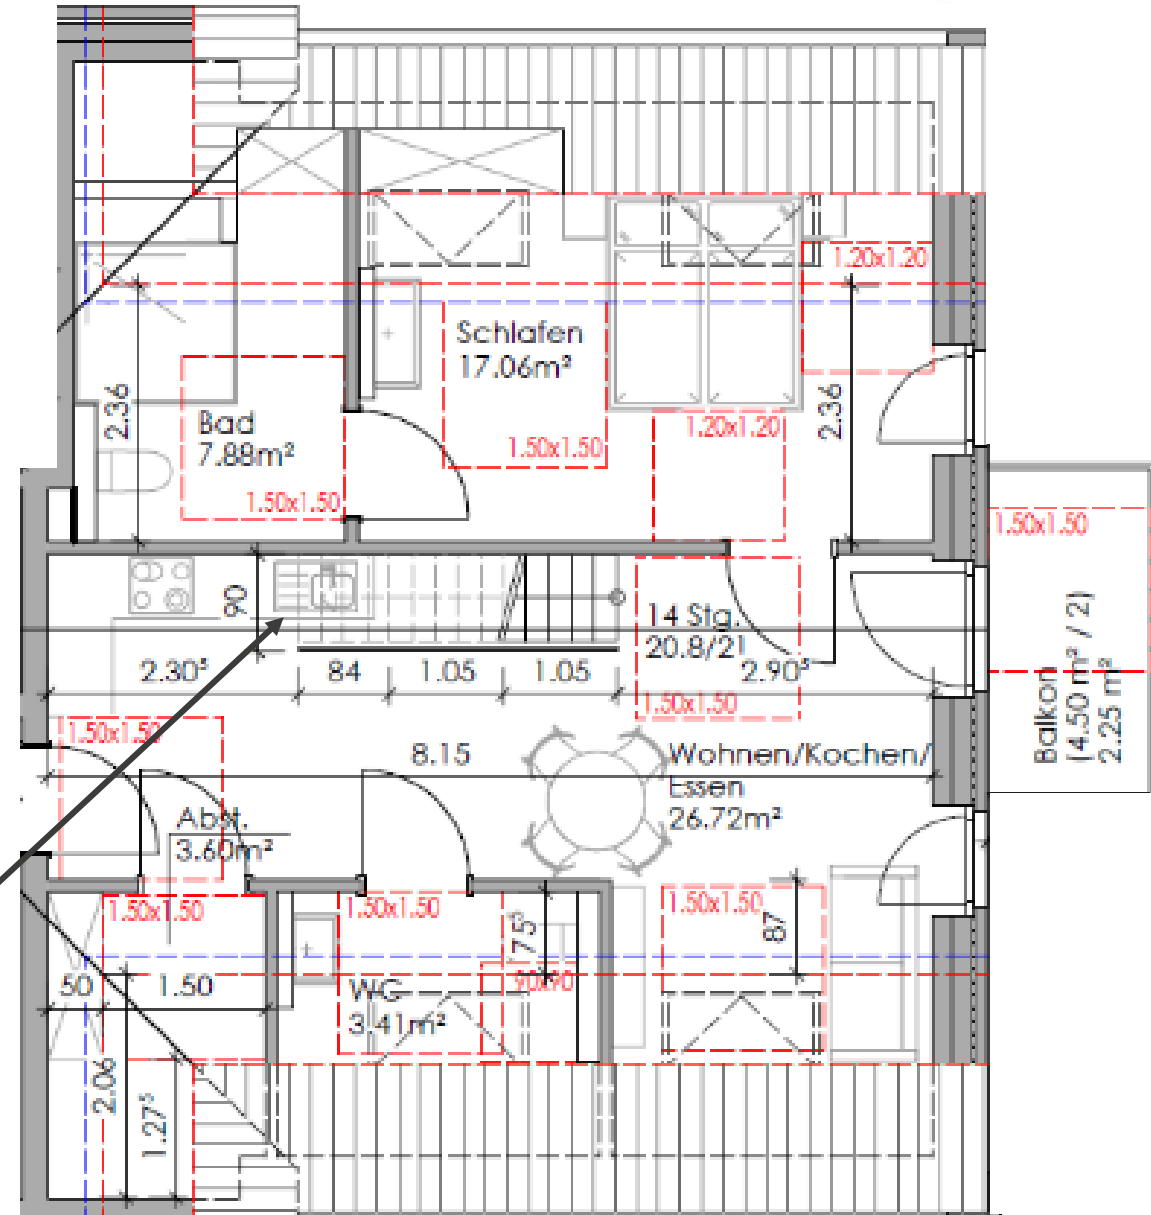 1.20x1.20
Schlafen
17.06m²
2.36
2.36
Bad
7.88m²
1.20x1.20
1.50x1.50
1.50x1.50
1.50x1.50
90
14 Stg.
20.8/21
2.30⁵
84
1.05
1.05
2.90⁵
1.50x1.50
Balkon
(4.50 m² / 2)
2.25 m²
1.50x1.50
8.15
Wohnen/Kochen/
Essen
26.72m²
Abst.
3.60m²
1.50x1.50
1.50x1.50
1.50x1.50
75⁵
87
50
1.50
WC
3.41m²
90x90
2.06
1.27⁵